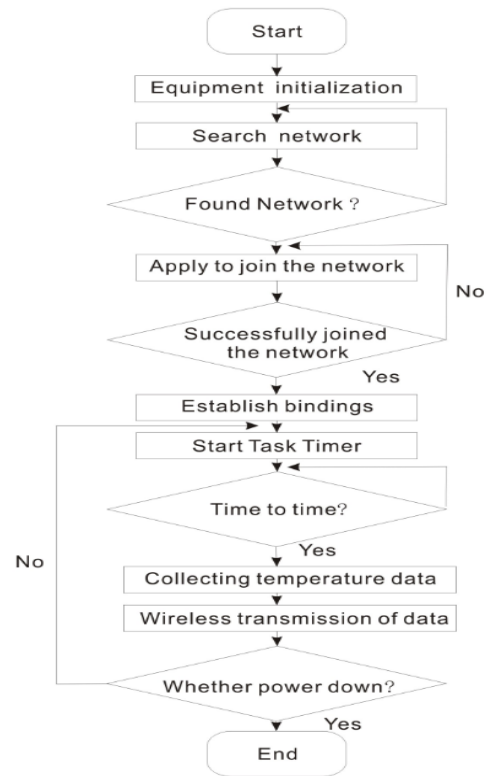 Start
Equipment initialization
Search network
Found Network ?
Apply to join the network
No
Successfully joined
the network
Yes
Establish bindings
Start Task Timer
Time to time?
Yes
No
Collecting temperature data
Wireless transmission of data
Whether power down?
Yes
End